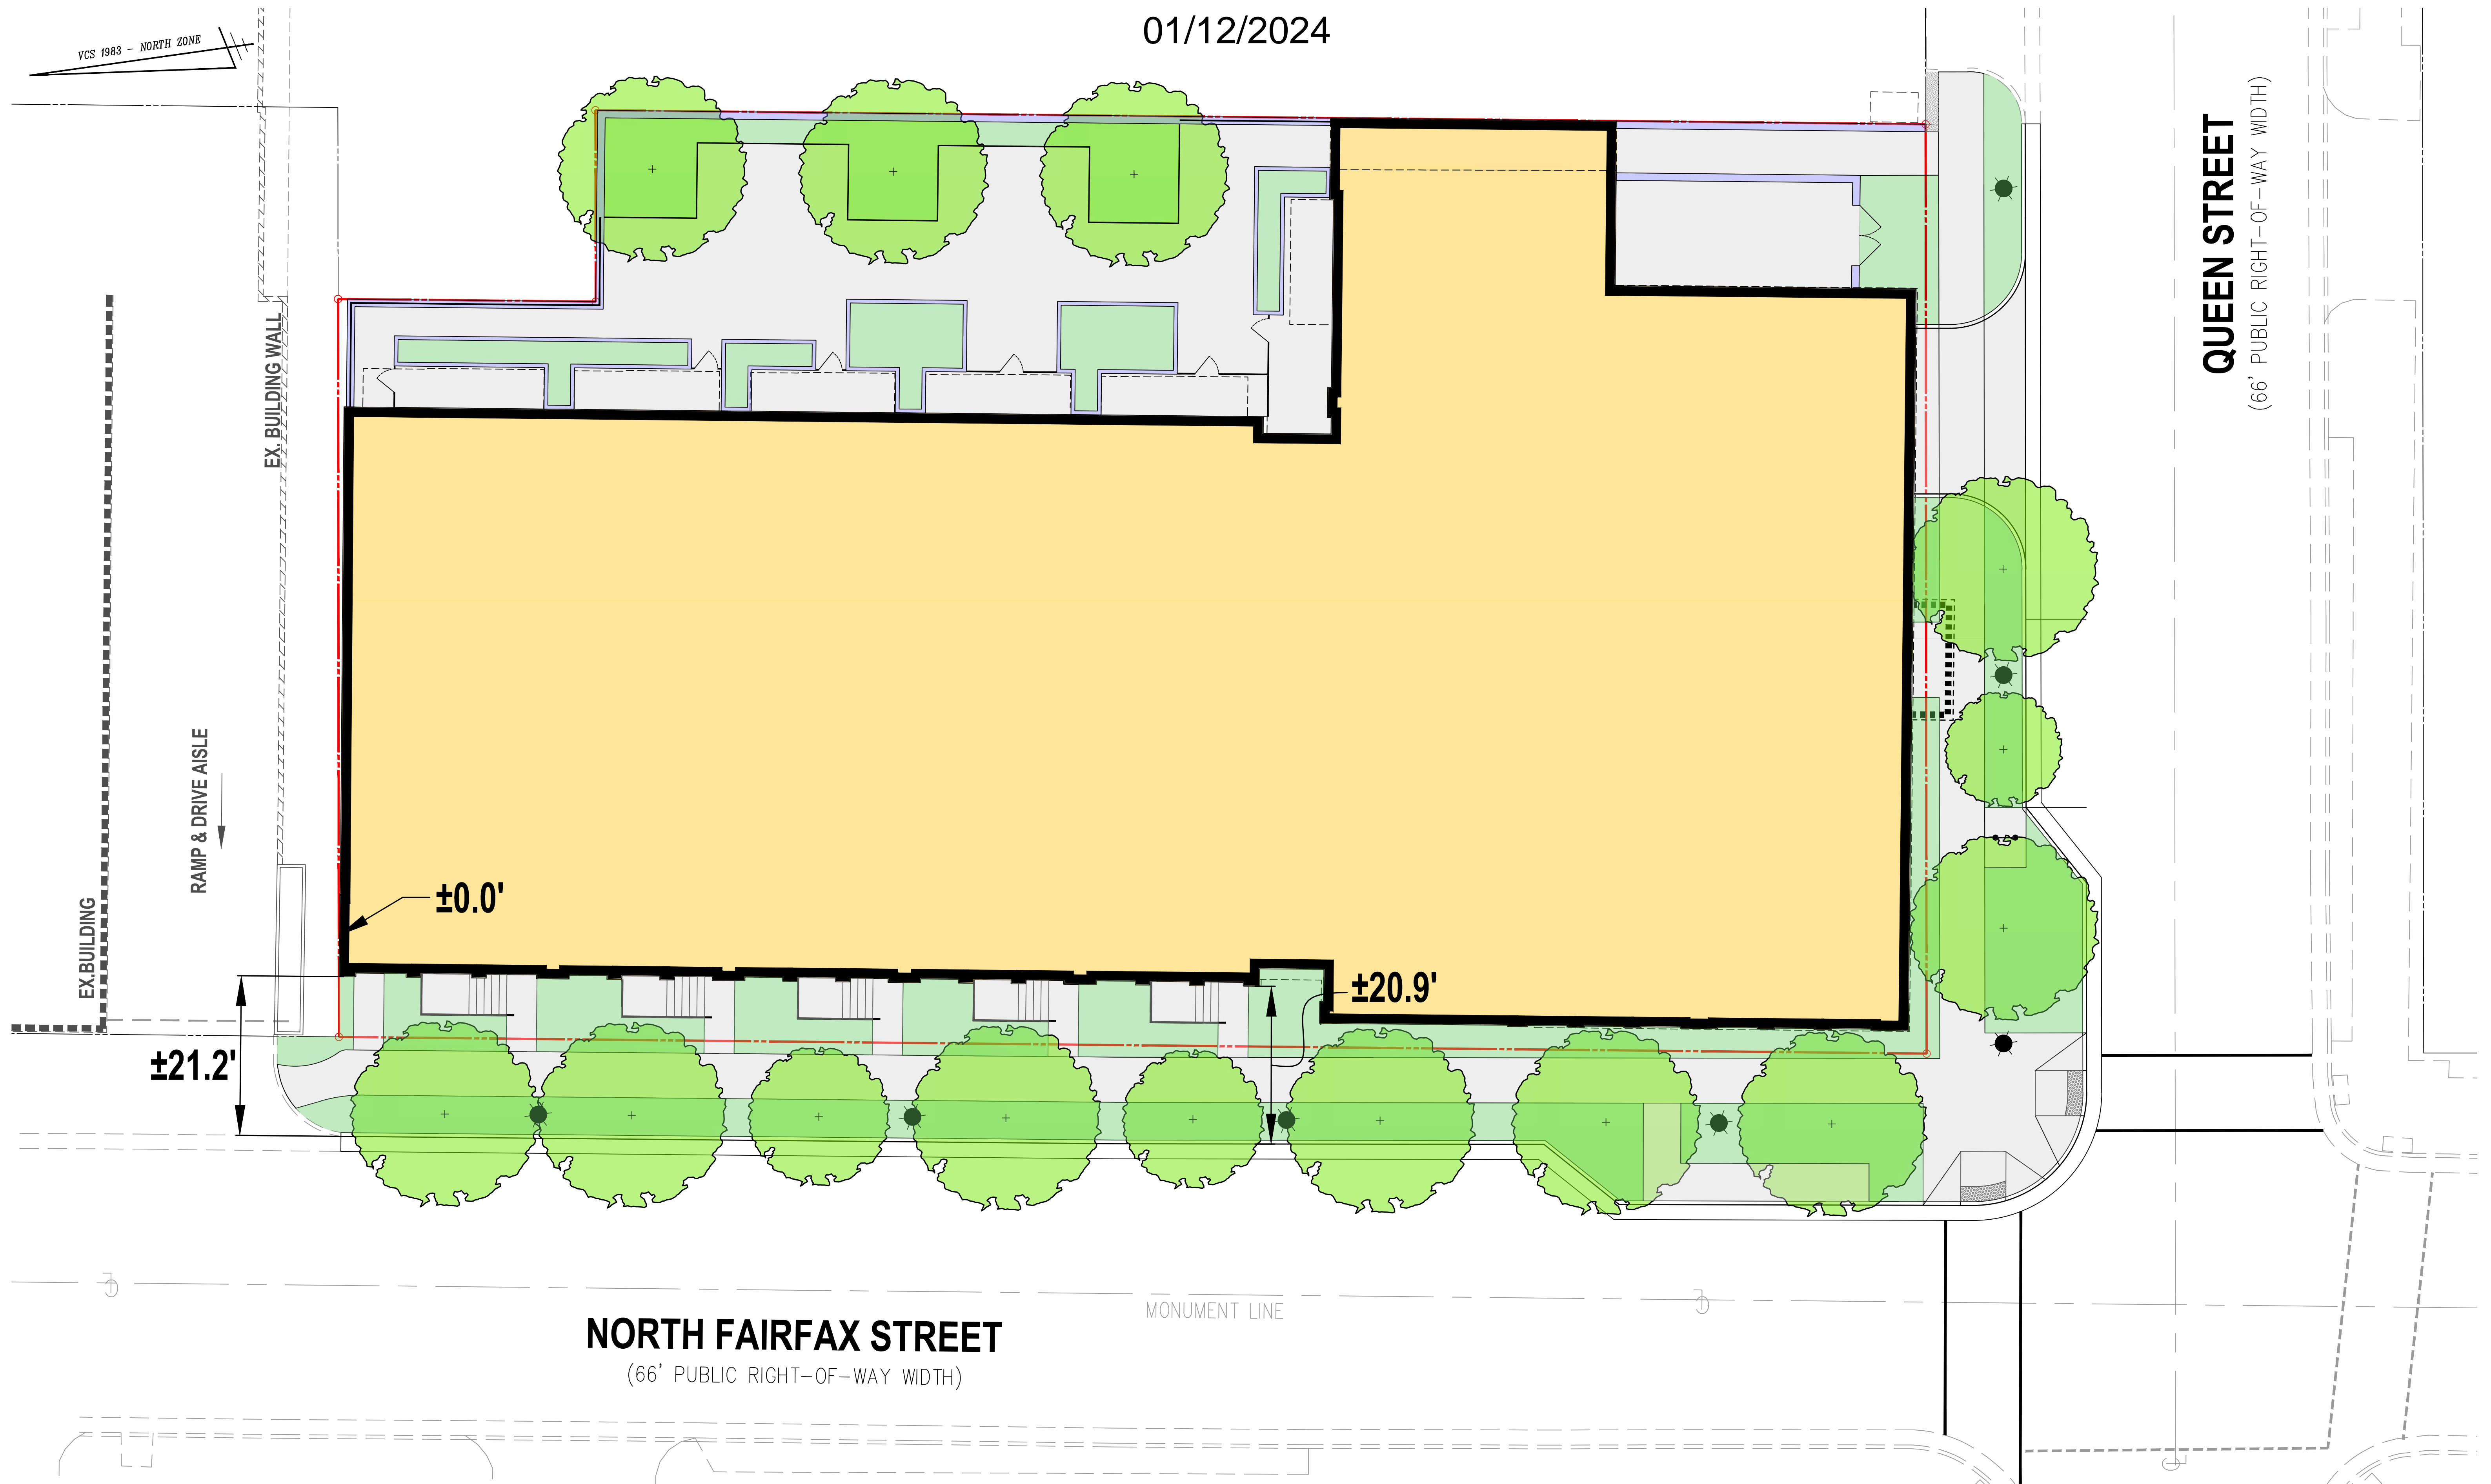 01/12/2024
VCS 1983 - NORTH ZONE
QUEEN STREET
(66' PUBLIC RIGHT-OF-WAY WIDTH)
EX. BUILDING WALL
RAMP & DRIVE AISLE
EX.BUILDING
±0.0'
±20.9'
±21.2'
MONUMENT LINE
NORTH FAIRFAX STREET
(66' PUBLIC RIGHT-OF-WAY WIDTH)